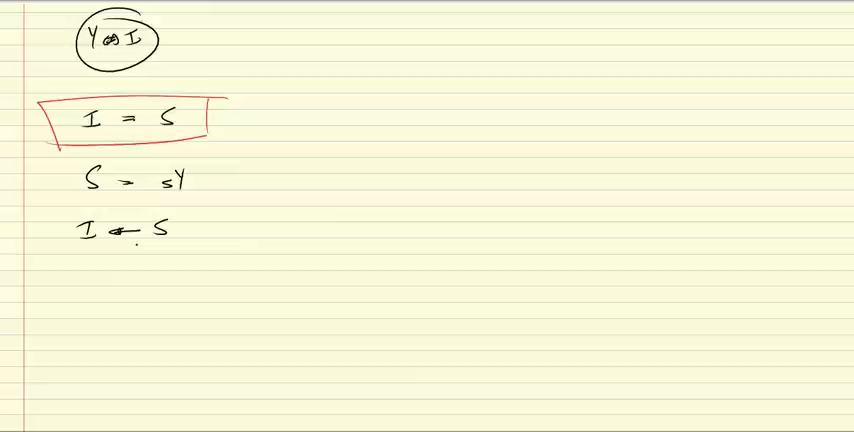 Y I
I = S
S = sY
I ← S